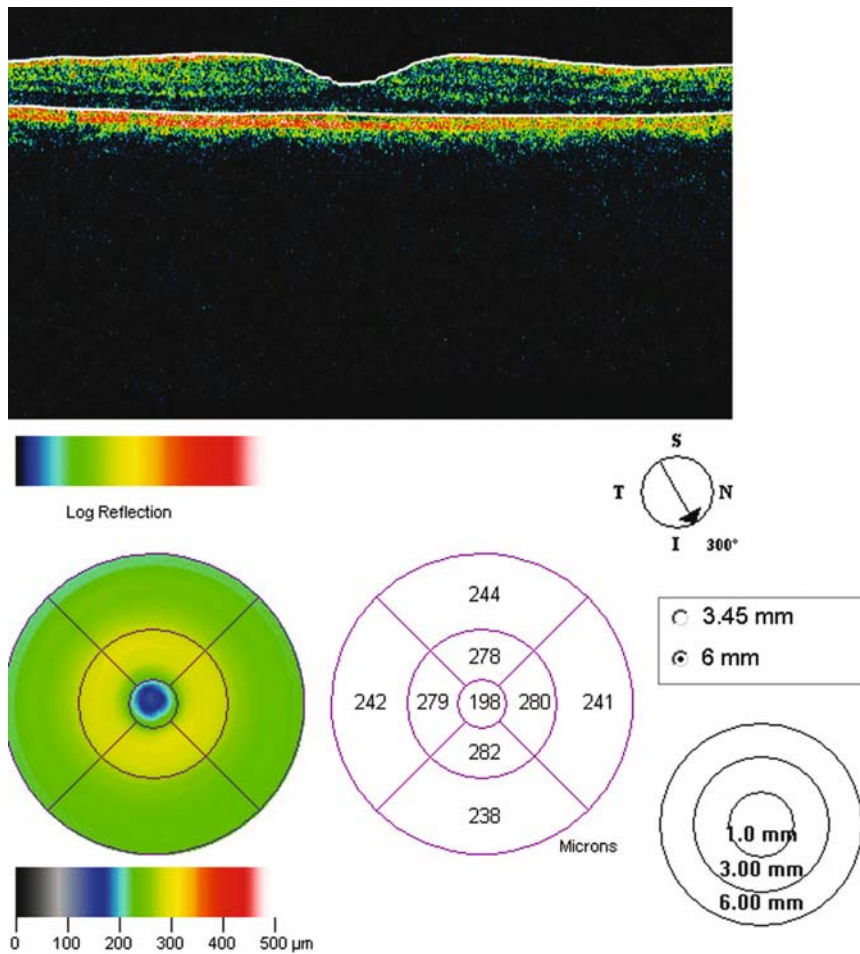 Log Reflection
S
T N
I 300°
244
278
242 279 198 280 241
282
238
Microns
3.45 mm
6 mm
1.0 mm
3.00 mm
6.00 mm
0 100 200 300 400 500 µm